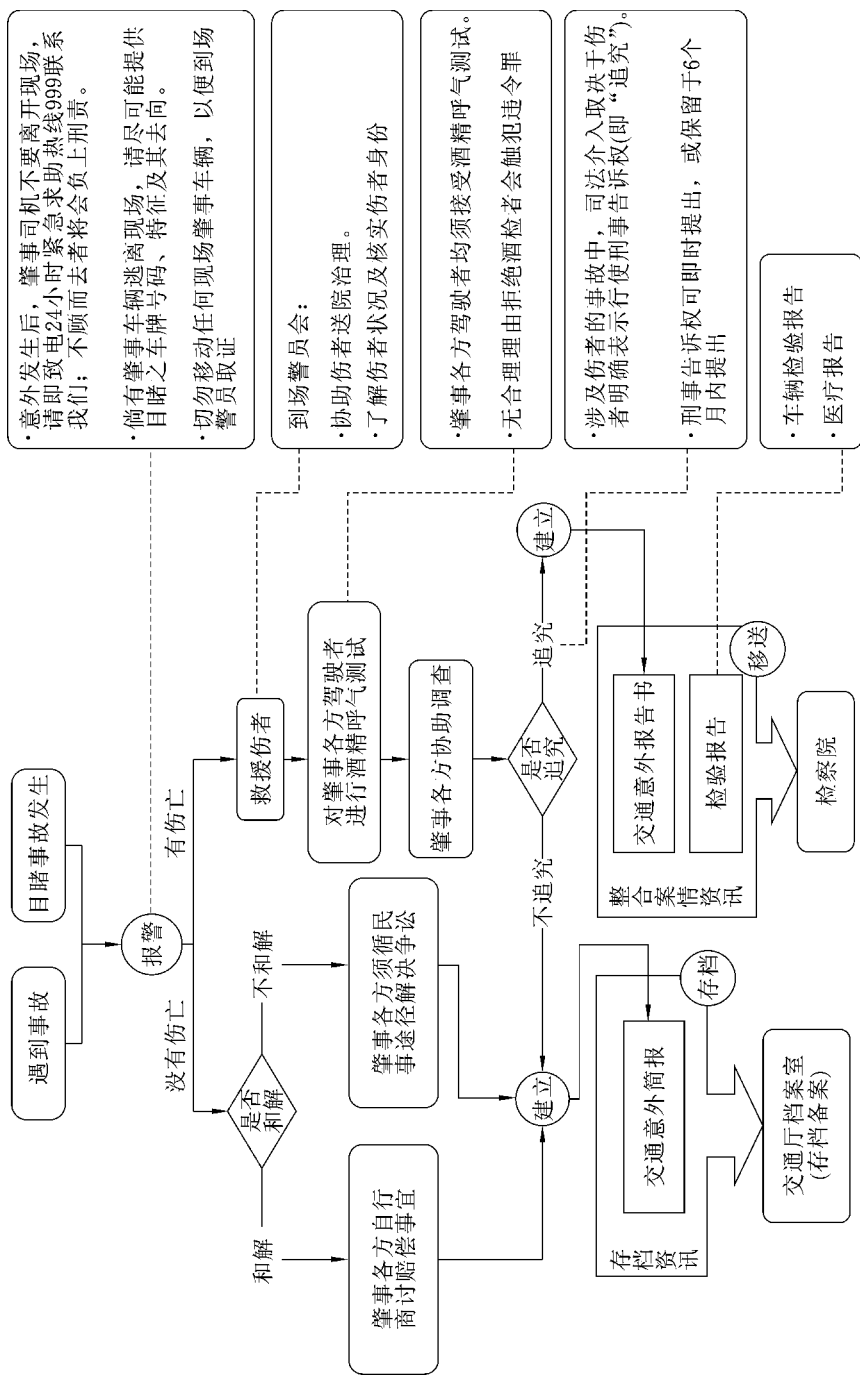 遇到事故
目睹事故发生
报警
没有伤亡
有伤亡
是否
和解
和解
不和解
肇事各方自行
商讨赔偿事宜
肇事各方须循民
事途径解决争讼
救援伤者
对肇事各方驾驶者
进行酒精呼气测试
肇事各方协助调查
是否
追究
不追究
追究
建立
建立
存档资讯
交通意外简报
存档
交通厅档案室
(存档备案)
整合案情资讯
交通意外报告书
检验报告
移送
检察院
·意外发生后，肇事司机不要离开现场，
请即致电24小时紧急求助热线999联系
我们；不顾而去者将会负上刑责。
·倘有肇事车辆逃离现场，请尽可能提供
目睹之车牌号码、特征及其去向。
·切勿移动任何现场肇事车辆，以便到场
警员取证
到场警员会：
·协助伤者送院治理。
·了解伤者状况及核实伤者身份
·肇事各方驾驶者均须接受酒精呼气测试。
·无合理理由拒绝酒检者会触犯违令罪
·涉及伤者的事故中，司法介入取决于伤
者明确表示行使刑事告诉权(即“追究”)。
·刑事告诉权可即时提出，或保留于6个
月内提出
·车辆检验报告
·医疗报告